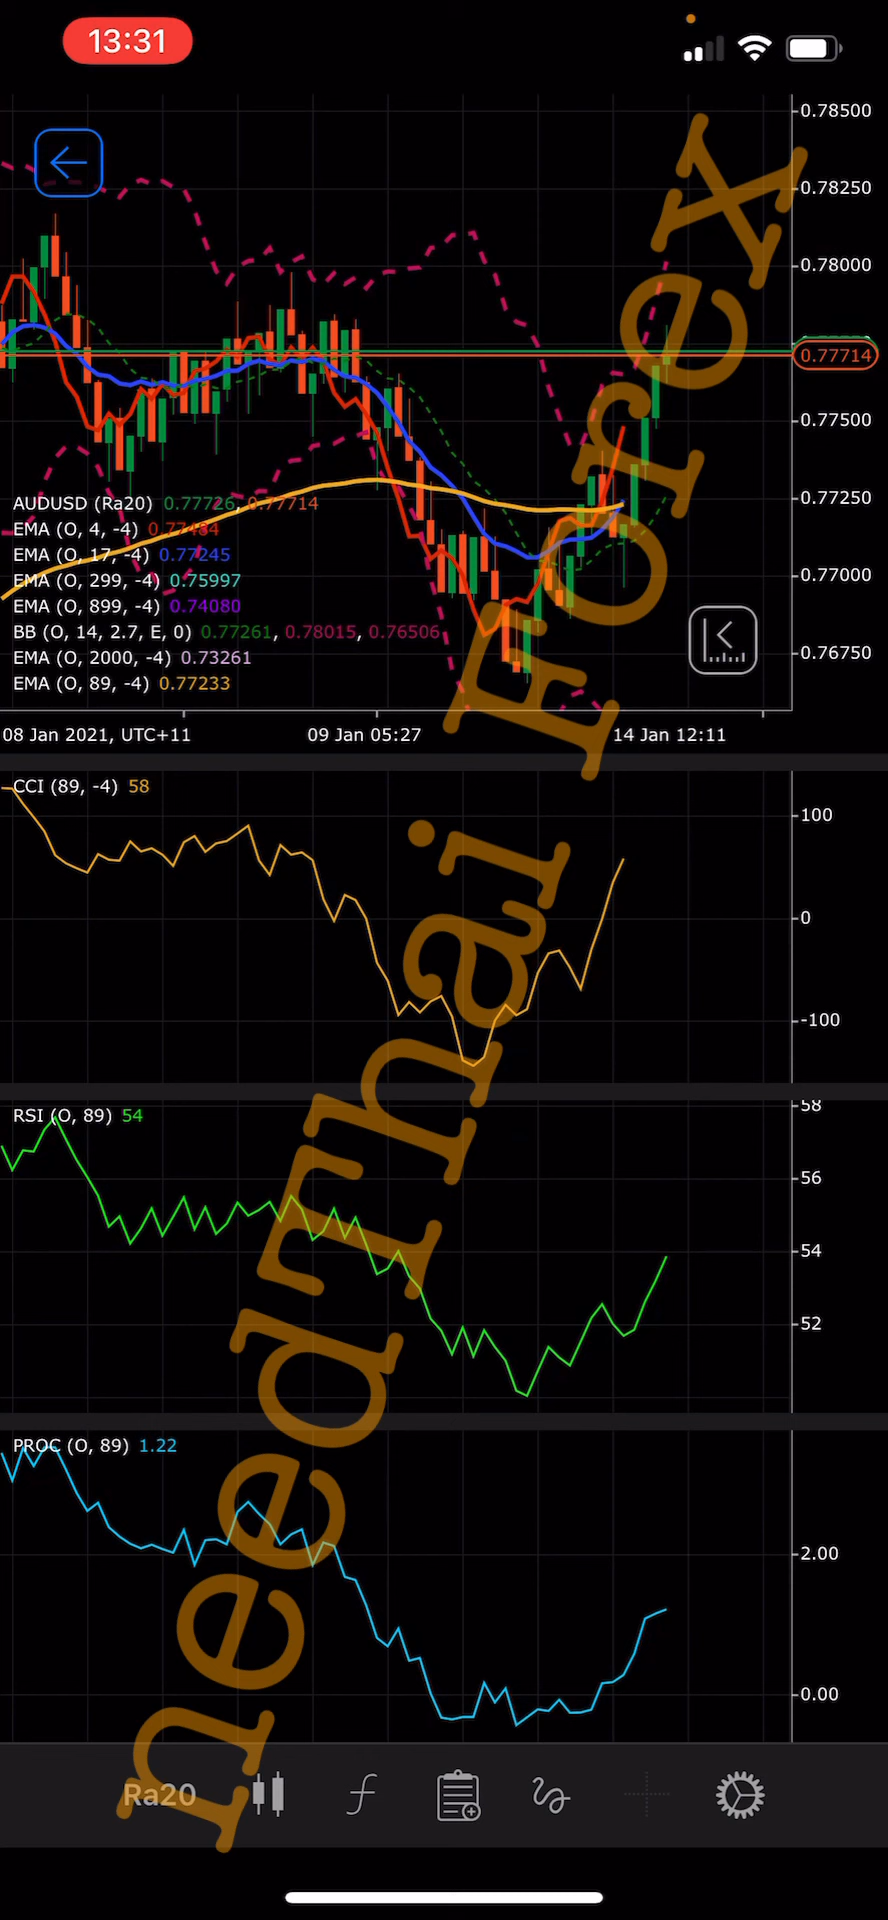 13:31
0.78500
0.78250
0.78000
0.77714
0.77500
0.77250
0.77000
0.76750
AUDUSD (Ra20) 0.77726, 0.77714
EMA (O, 4, -4) 0.77484
EMA (O, 17, -4) 0.77245
EMA (O, 299, -4) 0.75997
EMA (O, 899, -4) 0.74080
BB (O, 14, 2.7, E, 0) 0.77261, 0.78015, 0.76506
EMA (O, 2000, -4) 0.73261
EMA (O, 89, -4) 0.77233
08 Jan 2021, UTC+11 09 Jan 05:27 14 Jan 12:11
CCI (89, -4) 58
100
0
-100
RSI (O, 89) 54
58
56
54
52
PROC (O, 89) 1.22
2.00
0.00
Ra20